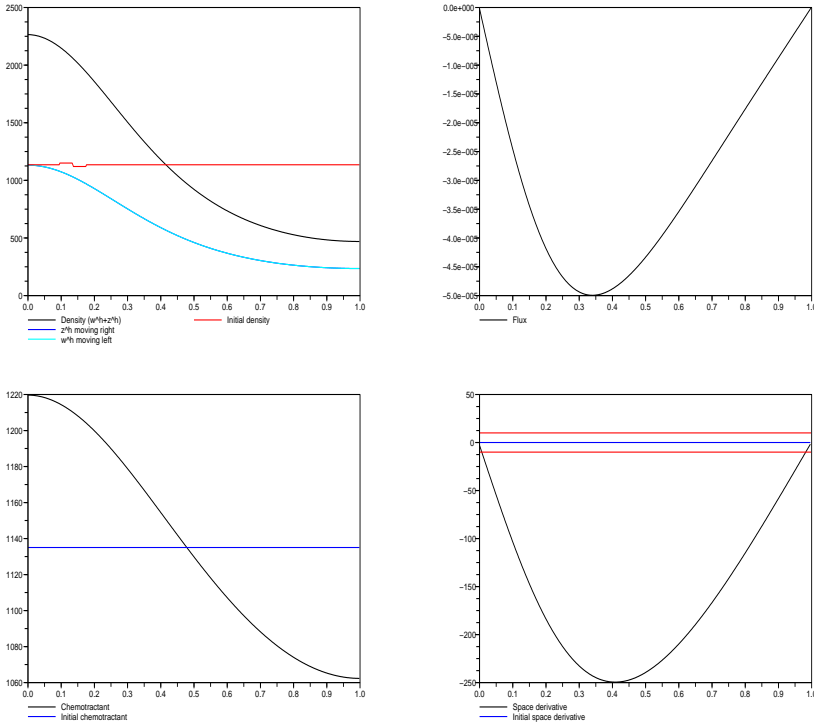 2500
2000
1500
1000
500
0
0.0 0.1 0.2 0.3 0.4 0.5 0.6 0.7 0.8 0.9 1.0
Density (w^h+z^h) Initial density
z^h moving right
w^h moving left
0.0e+000
−5.0e−006
−1.0e−005
−1.5e−005
−2.0e−005
−2.5e−005
−3.0e−005
−3.5e−005
−4.0e−005
−4.5e−005
−5.0e−005
0.0 0.1 0.2 0.3 0.4 0.5 0.6 0.7 0.8 0.9 1.0
Flux
1220
1200
1180
1160
1140
1120
1100
1080
1060
0.0 0.1 0.2 0.3 0.4 0.5 0.6 0.7 0.8 0.9 1.0
Chemotractant
Initial chemotractant
50
0
−50
−100
−150
−200
−250
0.0 0.1 0.2 0.3 0.4 0.5 0.6 0.7 0.8 0.9 1.0
Space derivative
Initial space derivative